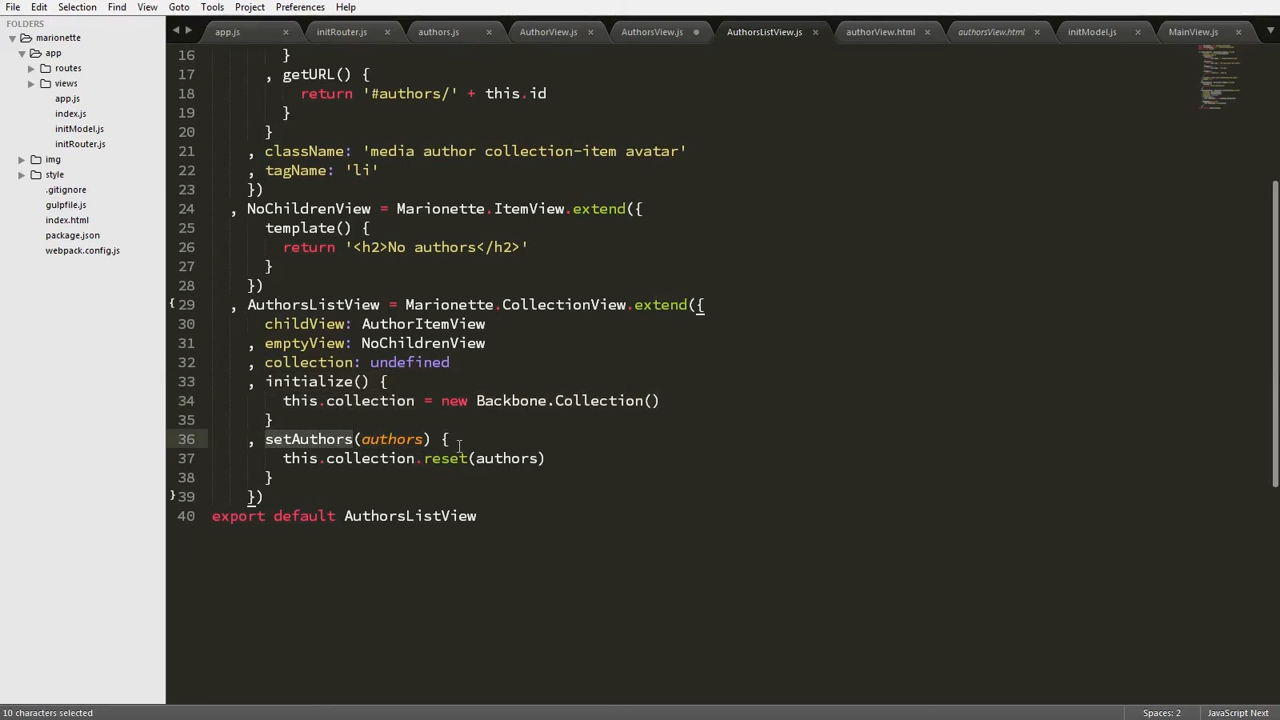 File Edit Selection Find View Goto Tools Project Preferences Help
FOLDERS
marionette
app
routes
views
app.js
index.js
initModel.js
initRouter.js
img
style
.gitignore
gulpfile.js
index.html
package.json
webpack.config.js
app.js initRouter.js authors.js AuthorView.js AuthorsView.js AuthorsListView.js authorView.html authorsView.html initModel.js MainView.js
16 }
17 , getURL() {
18 return '#authors/' + this.id
19 }
20 }
21 , className: 'media author collection-item avatar'
22 , tagName: 'li'
23 })
24 , NoChildrenView = Marionette.ItemView.extend({
25 template() {
26 return '<h2>No authors</h2>'
27 }
28 })
29 , AuthorsListView = Marionette.CollectionView.extend({
30 childView: AuthorItemView
31 , emptyView: NoChildrenView
32 , collection: undefined
33 , initialize() {
34 this.collection = new Backbone.Collection()
35 }
36 , setAuthors(authors) {
37 this.collection.reset(authors)
38 }
39 })
40 export default AuthorsListView
10 characters selected Spaces: 2 JavaScript Next